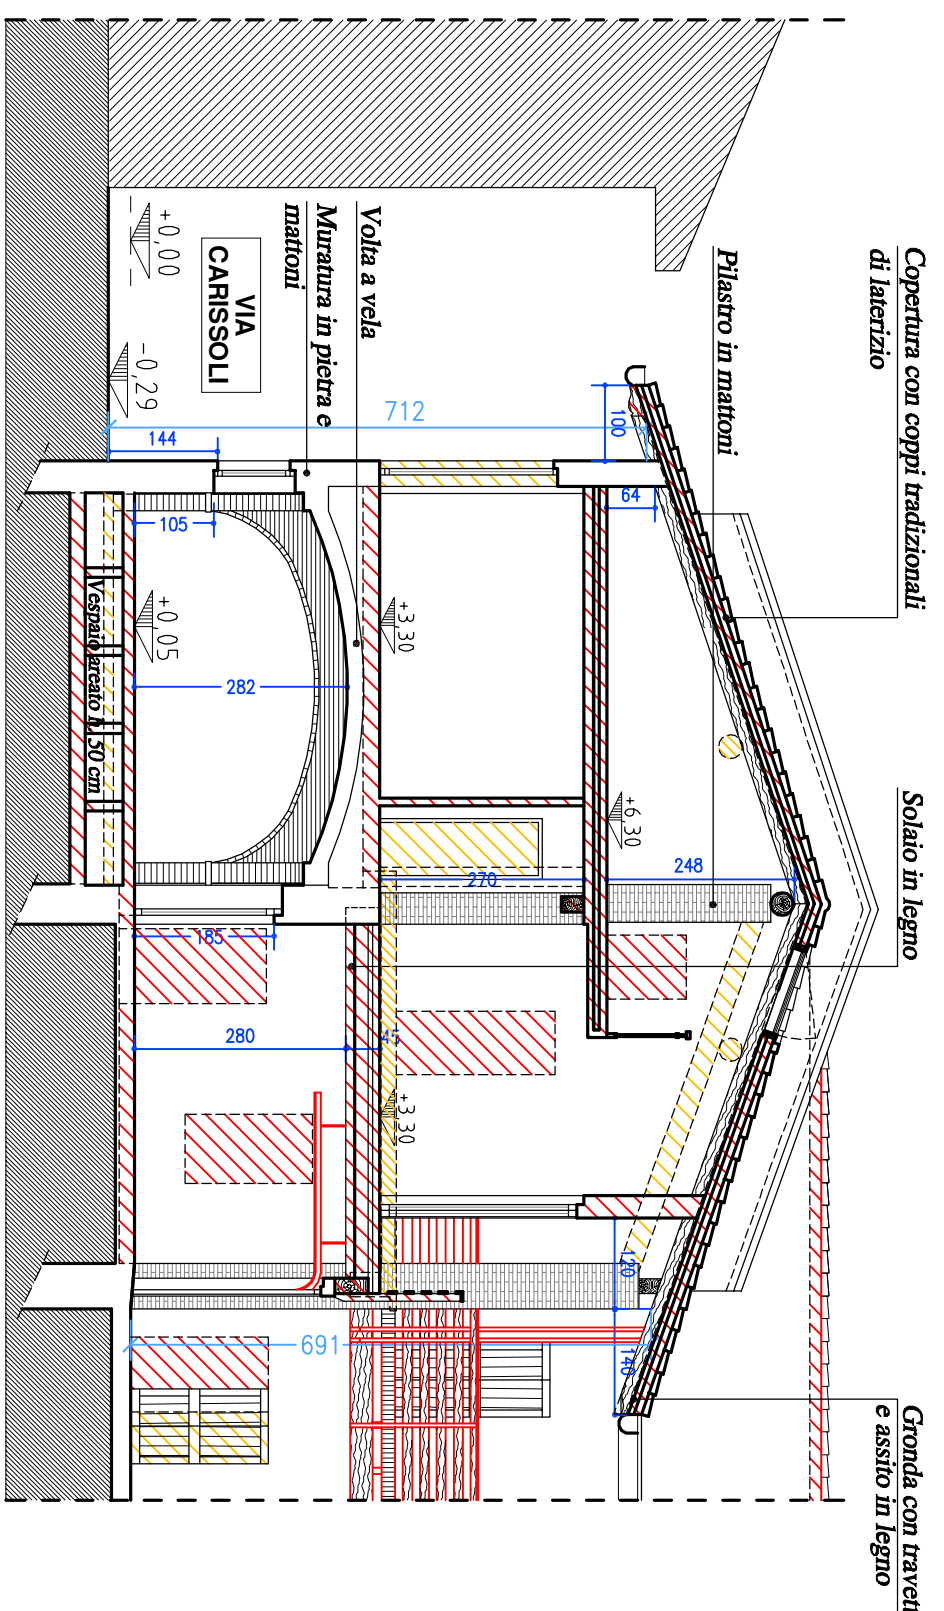 Copertura con coppi tradizionali
di laterizio
Solaio in legno
Gronda con travetti
e assito in legno
Pilastro in mattoni
Volta a vela
Muratura in pietra e
mattoni
VIA
CARISSOLI
+0,00
-0,29
712
100
64
144
105
+0,05
282
+3,30
+6,30
248
270
185
280
45
+3,30
120
140
691
Vespaio areato h. 50 cm